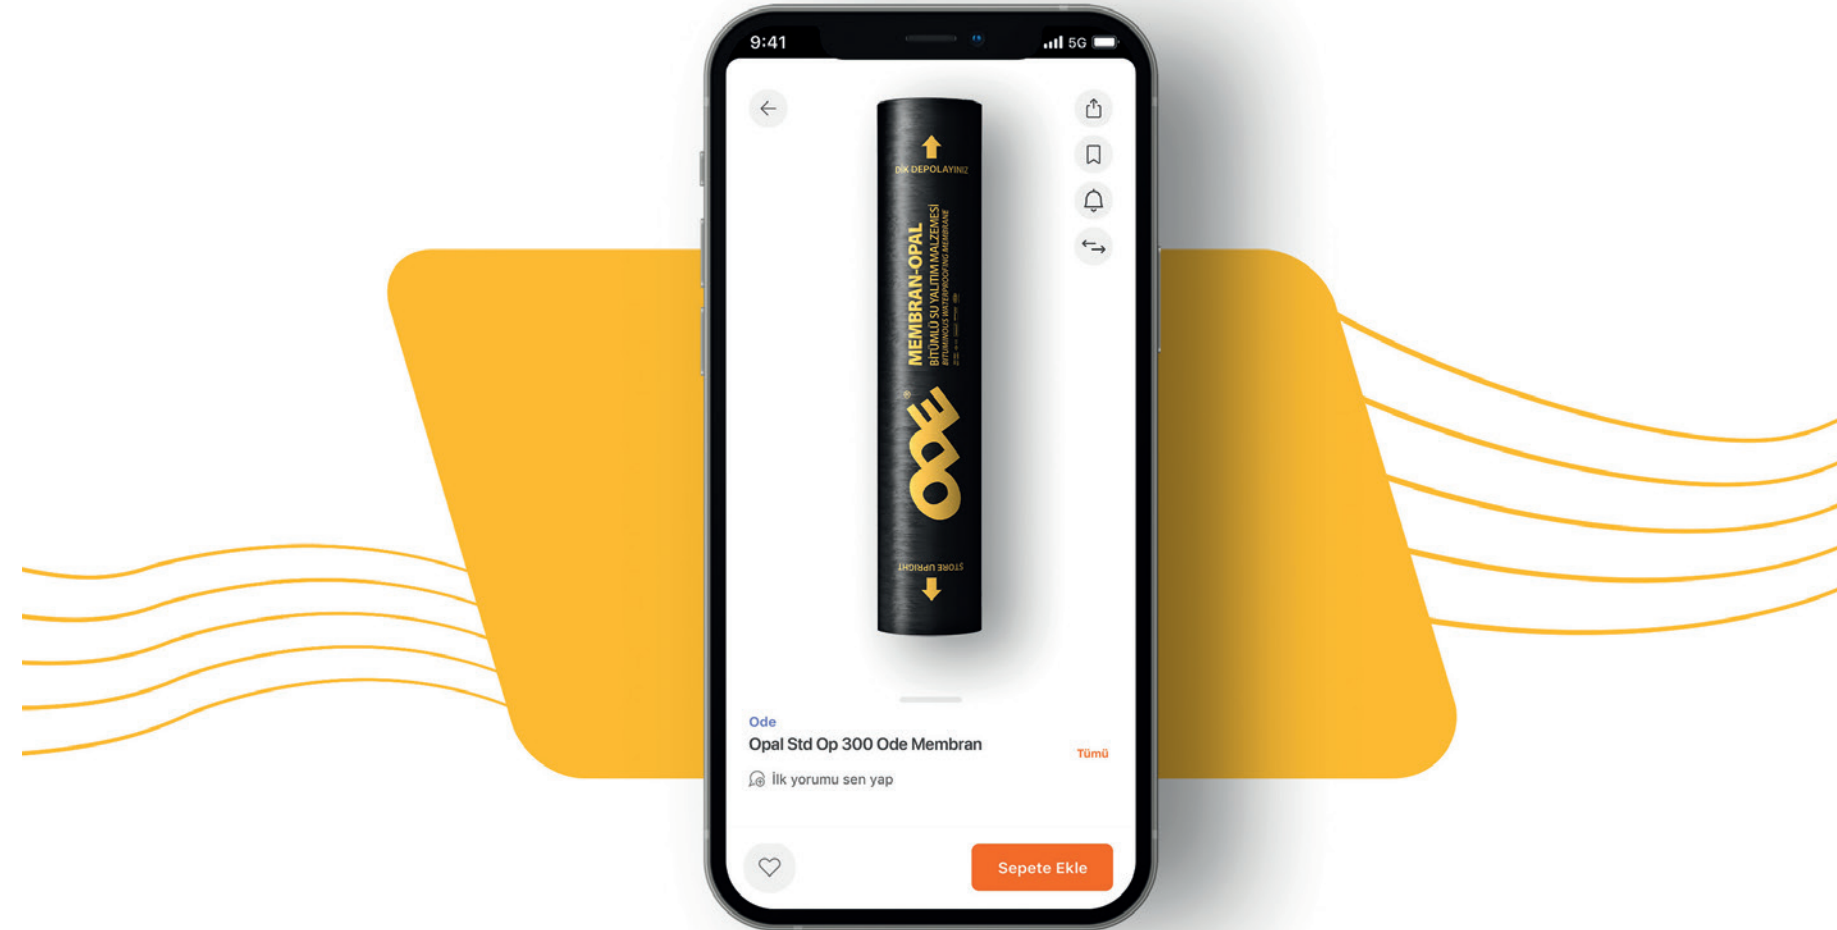 9:41
5G
DİK DEPOLAYINIZ
MEMBRAN-OPAL
BİTÜMLÜ SU YALITIM MALZEMESİ
BITUMINOUS WATERPROOFING MEMBRANE
ODE®
STORE UPRIGHT
Ode
Opal Std Op 300 Ode Membran
Tümü
İlk yorumu sen yap
Sepete Ekle